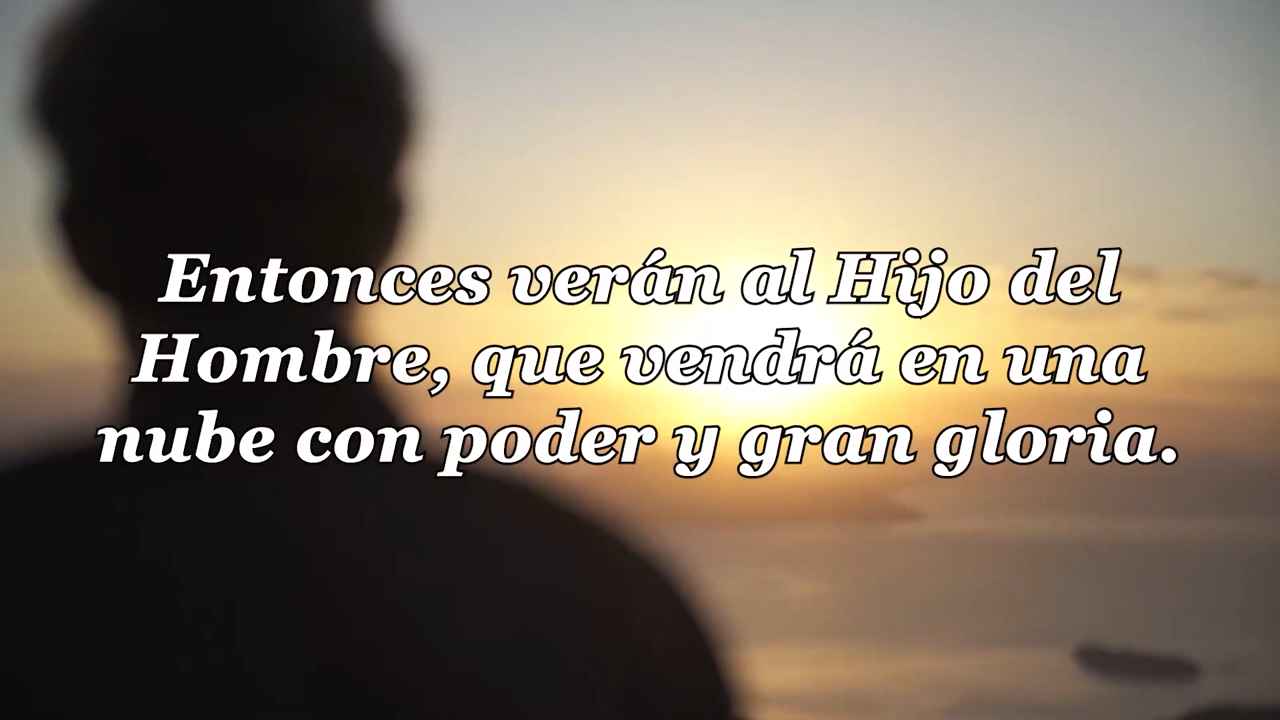 Entonces verán al Hijo del
Hombre, que vendrá en una
nube con poder y gran gloria.